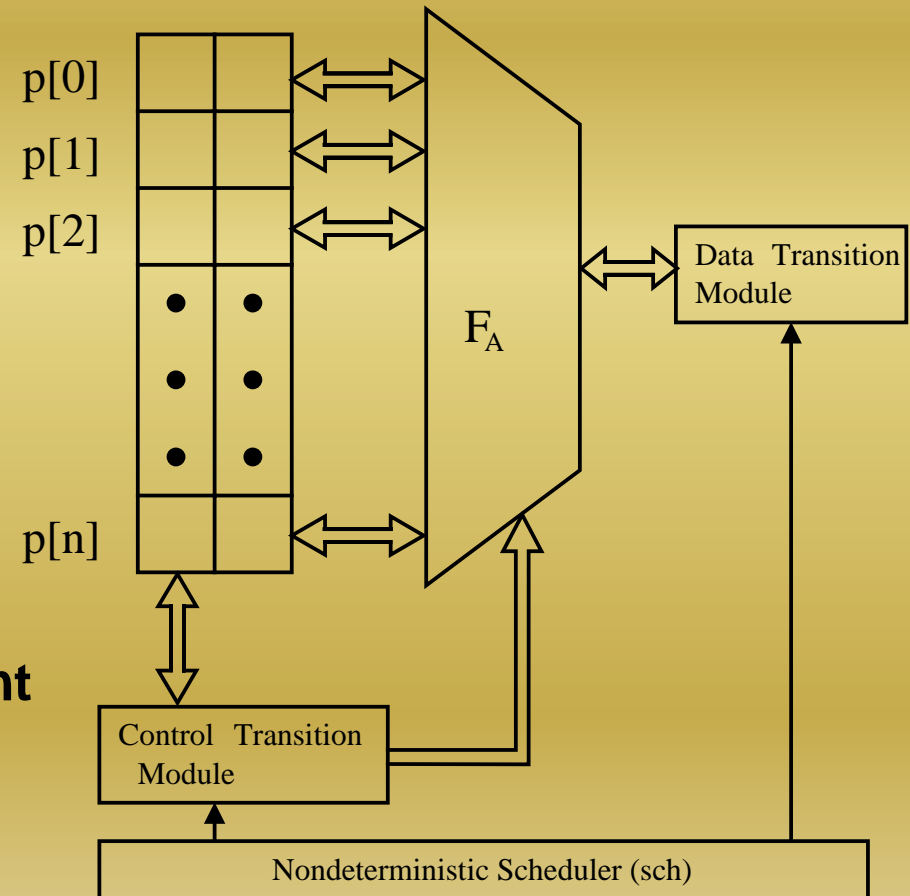 p[0]
p[1]
p[2]
Data Transition
Module
F_A
p[n]
Control Transition
Module
Nondeterministic Scheduler (sch)